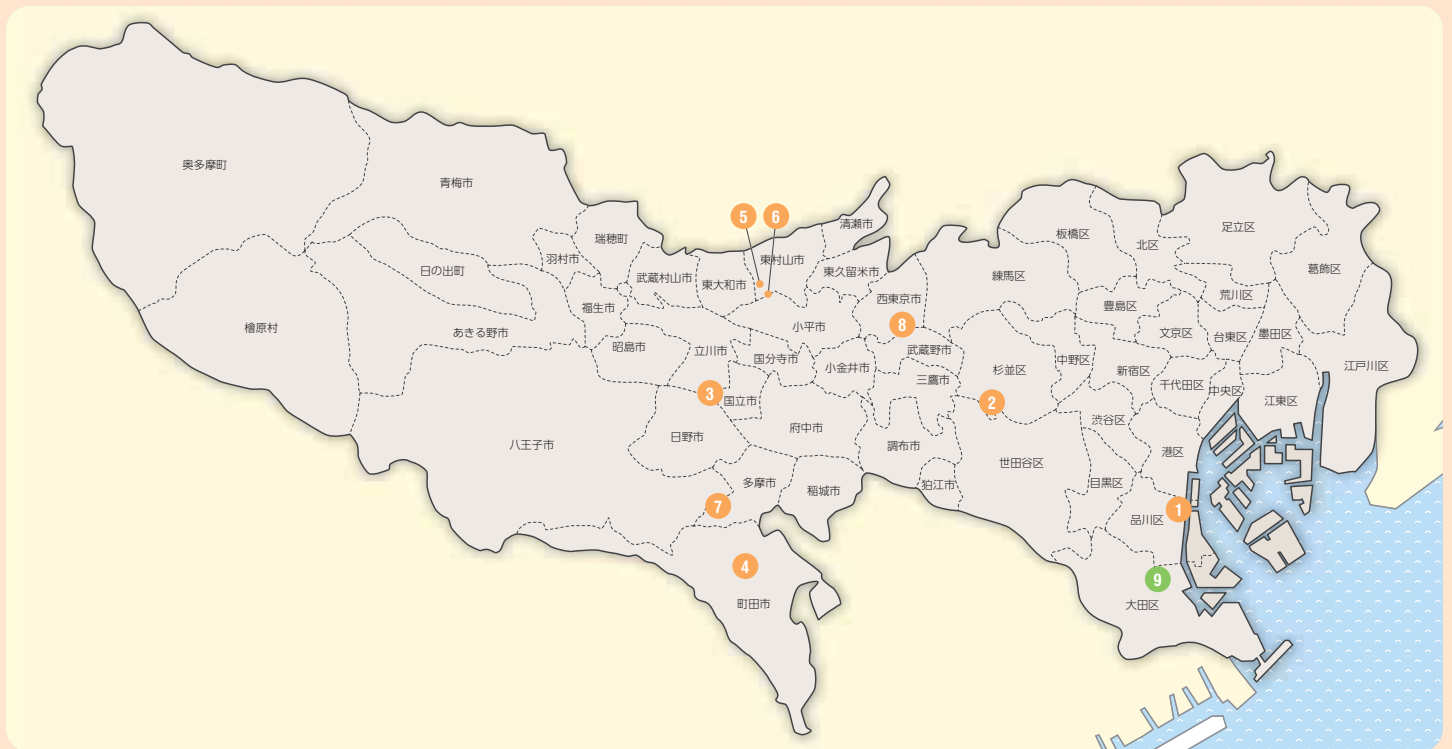 奥多摩町
青梅市
瑞穂町
羽村市
日の出町
武蔵村山市
東大和市
5
6
東村山市
清瀬市
東久留米市
西東京市
8
檜原村
あきる野市
福生市
昭島市
立川市
小平市
国分寺市
小金井市
武蔵野市
三鷹市
3
国立市
八王子市
日野市
府中市
調布市
狛江市
多摩市
稲城市
7
4
町田市
板橋区
北区
足立区
葛飾区
練馬区
豊島区
荒川区
文京区
台東区
墨田区
杉並区
中野区
新宿区
千代田区
中央区
江東区
江戸川区
2
渋谷区
港区
世田谷区
目黒区
品川区
1
9
大田区